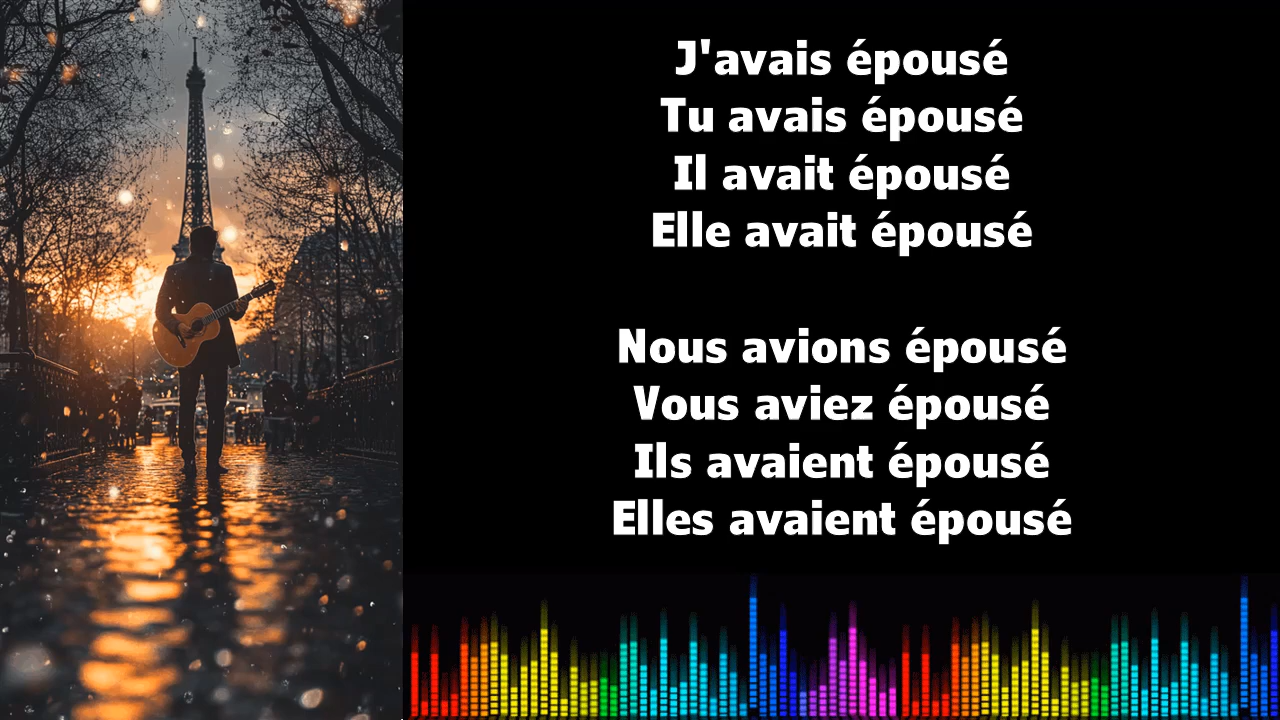 J'avais épousé
Tu avais épousé
Il avait épousé
Elle avait épousé
Nous avions épousé
Vous aviez épousé
Ils avaient épousé
Elles avaient épousé